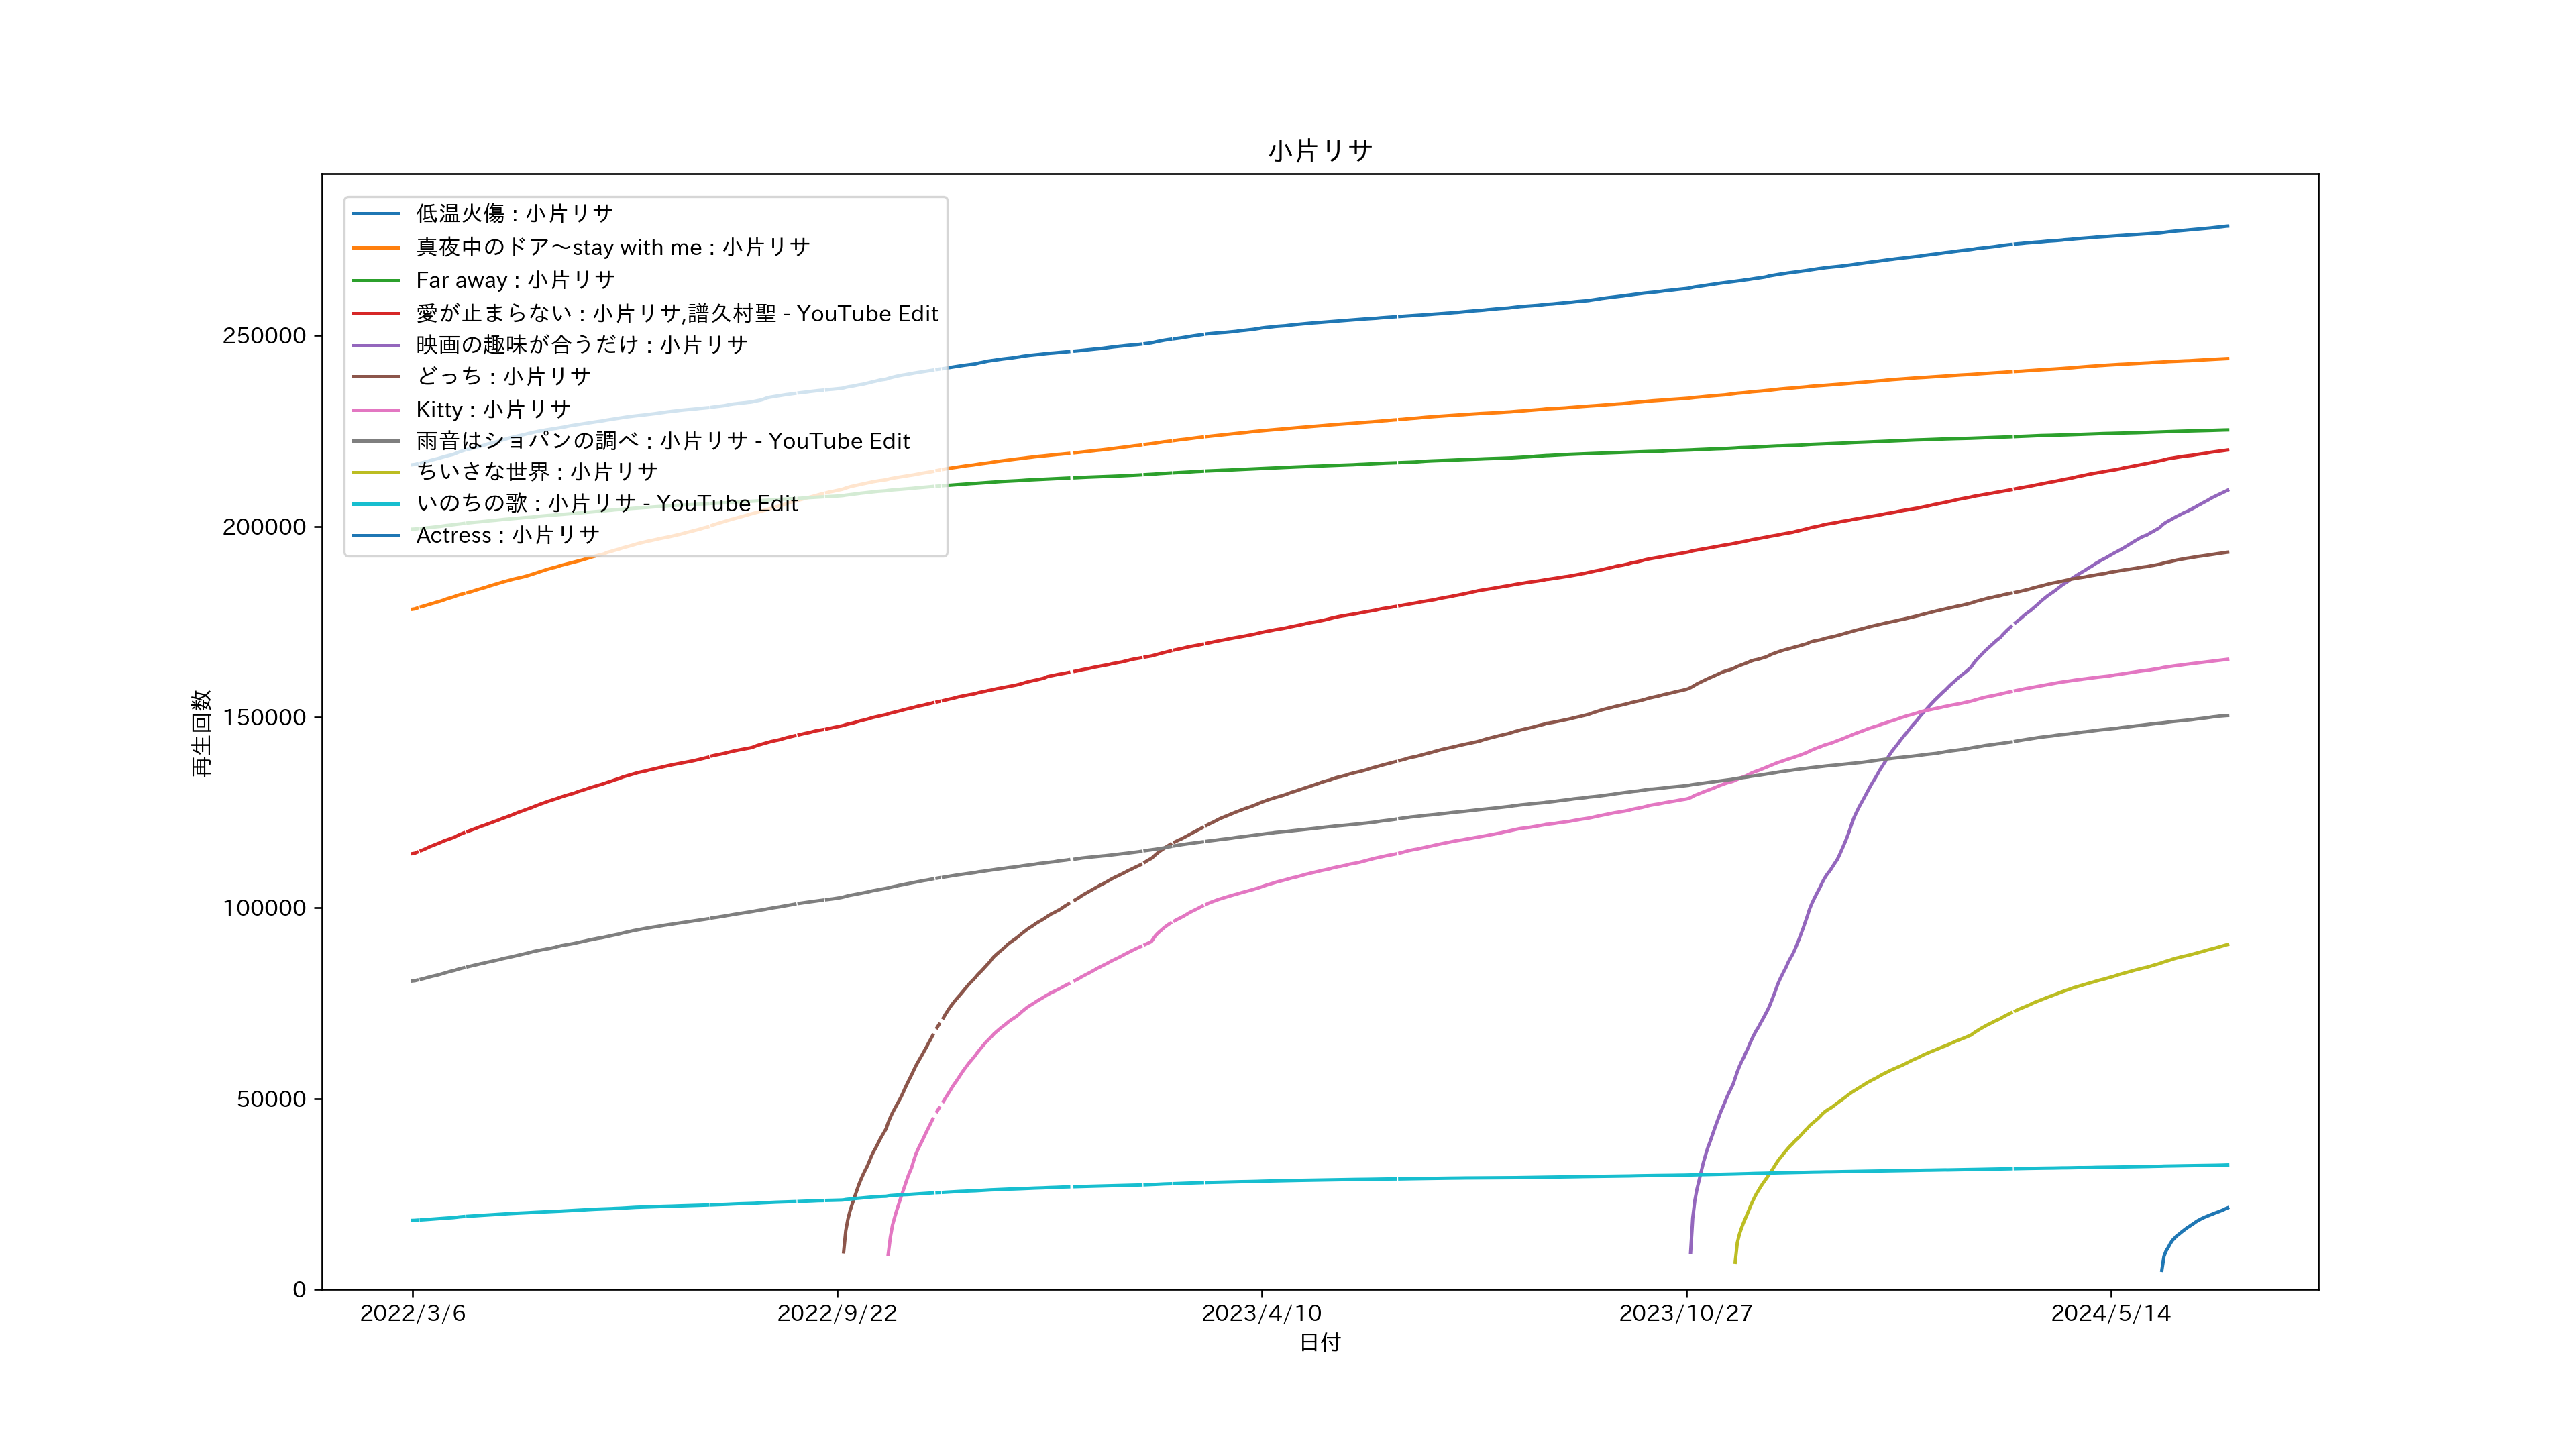 小片リサ
低温火傷 : 小片リサ
真夜中のドア〜stay with me : 小片リサ
Far away : 小片リサ
愛が止まらない : 小片リサ,譜久村聖 - YouTube Edit
映画の趣味が合うだけ : 小片リサ
どっち : 小片リサ
Kitty : 小片リサ
雨音はショパンの調べ : 小片リサ - YouTube Edit
ちいさな世界 : 小片リサ
いのちの歌 : 小片リサ - YouTube Edit
Actress : 小片リサ
250000
200000
150000
100000
50000
0
再生回数
2022/3/6 2022/9/22 2023/4/10 2023/10/27 2024/5/14
日付